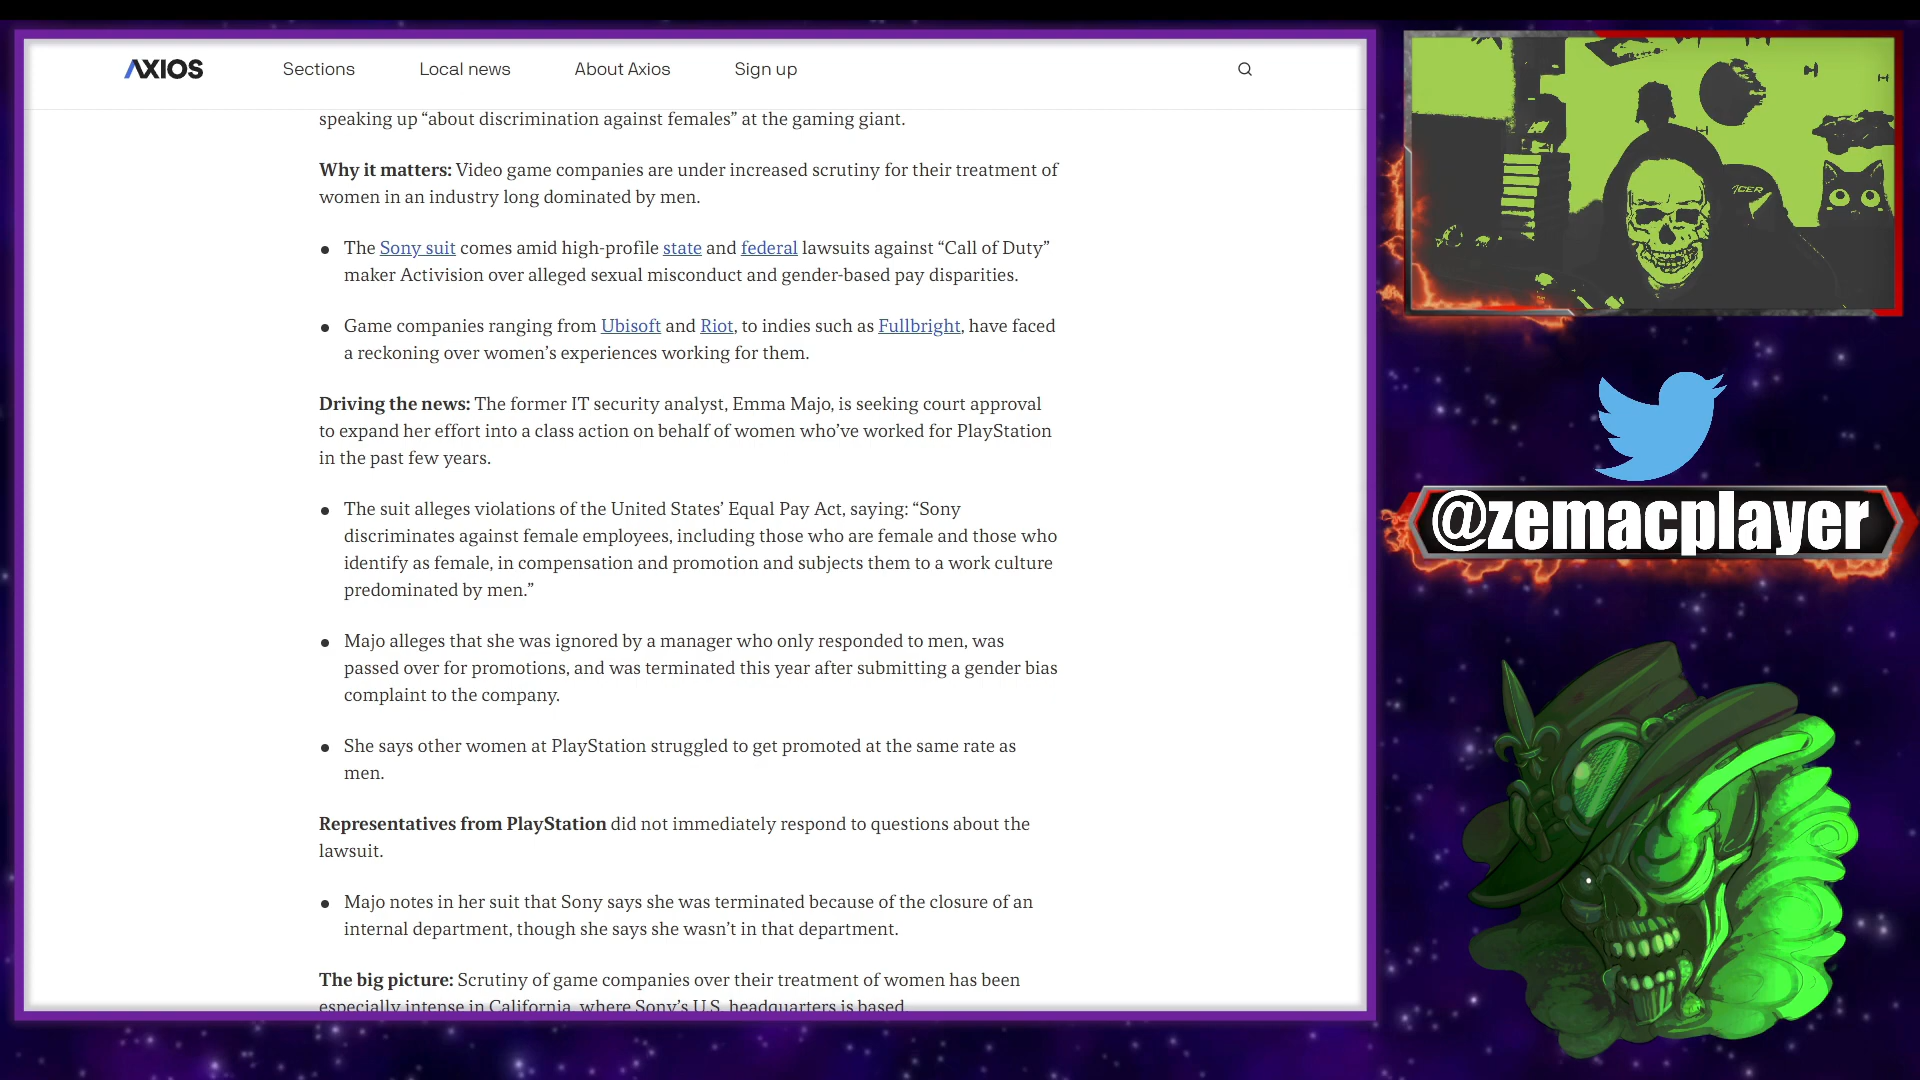 AXIOS
Sections
Local news
About Axios
Sign up
speaking up “about discrimination against females” at the gaming giant.
Why it matters: Video game companies are under increased scrutiny for their treatment of
women in an industry long dominated by men.
The Sony suit comes amid high-profile state and federal lawsuits against “Call of Duty”
maker Activision over alleged sexual misconduct and gender-based pay disparities.
Game companies ranging from Ubisoft and Riot, to indies such as Fullbright, have faced
a reckoning over women’s experiences working for them.
Driving the news: The former IT security analyst, Emma Majo, is seeking court approval
to expand her effort into a class action on behalf of women who’ve worked for PlayStation
in the past few years.
The suit alleges violations of the United States’ Equal Pay Act, saying: “Sony
discriminates against female employees, including those who are female and those who
identify as female, in compensation and promotion and subjects them to a work culture
predominated by men.”
Majo alleges that she was ignored by a manager who only responded to men, was
passed over for promotions, and was terminated this year after submitting a gender bias
complaint to the company.
She says other women at PlayStation struggled to get promoted at the same rate as
men.
Representatives from PlayStation did not immediately respond to questions about the
lawsuit.
Majo notes in her suit that Sony says she was terminated because of the closure of an
internal department, though she says she wasn’t in that department.
The big picture: Scrutiny of game companies over their treatment of women has been
especially intense in California, where Sony’s U.S. headquarters is based.
@zemacplayer